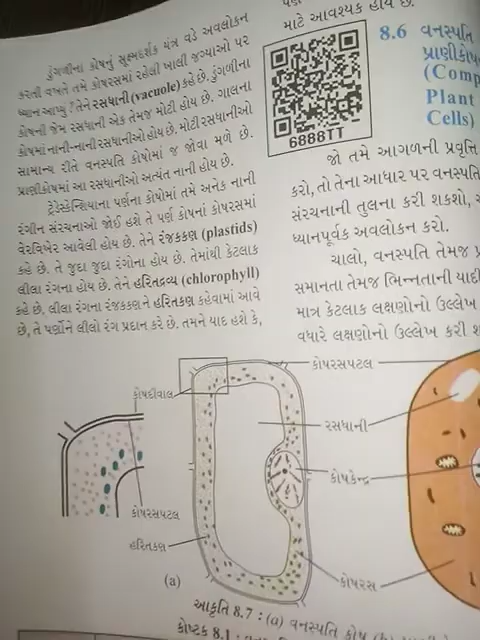 ડુંગળીના કોષનું સૂક્ષ્મદર્શક યંત્ર વડે અવલોકન
કરતી વખતે તમે કોષરસમાં રહેલી ખાલી જગ્યાઓ પર
ધ્યાન આપ્યું ? તેને રસધાની (vacuole) કહે છે. ડુંગળીના
કોષની જેમ રસધાની એક તેમજ મોટી હોય છે. ગાલના
કોષમાં નાની-નાની રસધાનીઓ હોય છે. મોટી રસધાનીઓ
સામાન્ય રીતે વનસ્પતિ કોષોમાં જ જોવા મળે છે.
પ્રાણીકોષમાં આ રસધાનીઓ અત્યંત નાની હોય છે.
ટ્રેડેસ્કેન્શિયાના પર્ણના કોષોમાં તમે અનેક નાની
રંગીન સંરચનાઓ જોઈ હશે તે પર્ણ કોષનાં કોષરસમાં
વેરવિખેર આવેલી હોય છે. તેને રંજકકણ (plastids)
કહે છે. તે જુદા જુદા રંગોના હોય છે. તેમાંથી કેટલાક
લીલા રંગના હોય છે. તેને હરિતદ્રવ્ય (chlorophyll)
કહે છે. લીલા રંગના રંજકકણને હરિતકણ કહેવામાં આવે
છે, તે પર્ણોને લીલો રંગ પ્રદાન કરે છે. તમને યાદ હશે કે,
માટે આવશ્યક હોય છે.
6888TT
8.6 વનસ્પતિ
પ્રાણીકોષ
(Comp
Plant
Cells)
જો તમે આગળની પ્રવૃત્તિ
કરો, તો તેના આધાર પર વનસ્પતિ
સંરચનાની તુલના કરી શકશો,
ધ્યાનપૂર્વક અવલોકન કરો.
ચાલો, વનસ્પતિ તેમજ પ્ર
સમાનતા તેમજ ભિન્નતાની યાદી
માત્ર કેટલાક લક્ષણોનો ઉલ્લેખ
વધારે લક્ષણોનો ઉલ્લેખ કરી શ
કોષરસપટલ
કોષદીવાલ
રસધાની
કોષકેન્દ્ર
કોષરસપટલ
હરિતકણ
કોષરસ
(a)
આકૃતિ 8.7 : (a) વનસ્પતિ કોષ
કોષ્ટક 8.1 :